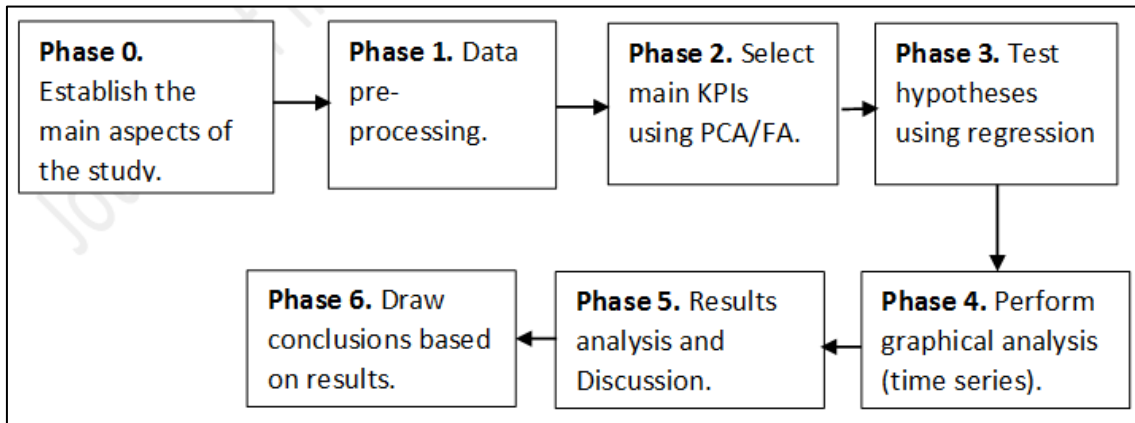 Phase 0.
Establish the
main aspects of
the study.
Phase 1. Data
pre-
processing.
Phase 2. Select
main KPIs
using PCA/FA.
Phase 3. Test
hypotheses
using regression
Phase 4. Perform
graphical analysis
(time series).
Phase 5. Results
analysis and
Discussion.
Phase 6. Draw
conclusions based
on results.